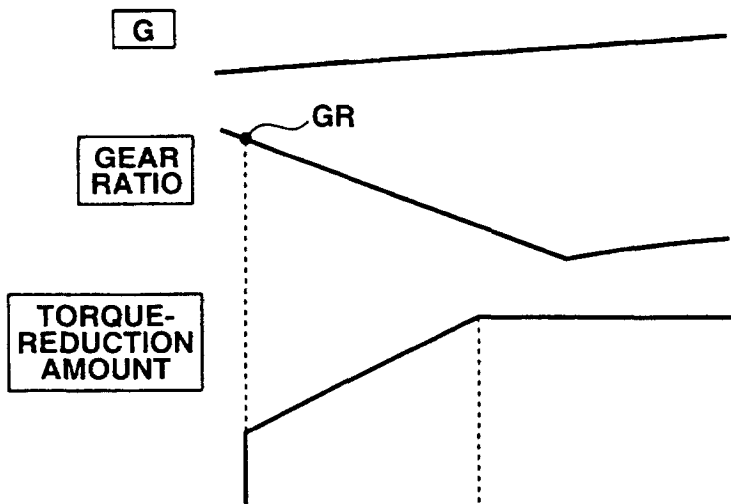 G
GR
GEAR
RATIO
TORQUE-
REDUCTION
AMOUNT